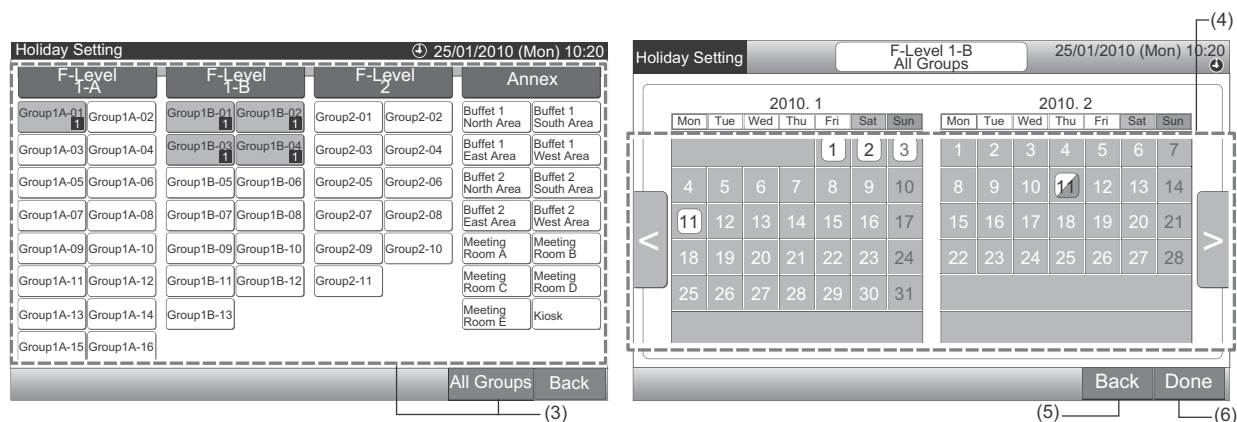 Holiday Setting 25/01/2010 (Mon) 10:20
F-Level 1-A F-Level 1-B F-Level 2 Annex
Group1A-01 1 Group1A-02 Group1B-01 1 Group1B-02 1 Group2-01 Group2-02 Buffet 1 North Area Buffet 1 South Area
Group1A-03 Group1A-04 Group1B-03 1 Group1B-04 1 Group2-03 Group2-04 Buffet 1 East Area Buffet 1 West Area
Group1A-05 Group1A-06 Group1B-05 Group1B-06 Group2-05 Group2-06 Buffet 2 North Area Buffet 2 South Area
Group1A-07 Group1A-08 Group1B-07 Group1B-08 Group2-07 Group2-08 Buffet 2 East Area Buffet 2 West Area
Group1A-09 Group1A-10 Group1B-09 Group1B-10 Group2-09 Group2-10 Meeting Room A Meeting Room B
Group1A-11 Group1A-12 Group1B-11 Group1B-12 Group2-11 Meeting Room C Meeting Room D
Group1A-13 Group1A-14 Group1B-13 Meeting Room E Kiosk
Group1A-15 Group1A-16
All Groups Back
(3)
(4)
Holiday Setting F-Level 1-B 25/01/2010 (Mon) 10:20
All Groups
2010. 1 2010. 2
Mon Tue Wed Thu Fri Sat Sun Mon Tue Wed Thu Fri Sat Sun
1 2 3 1 2 3 4 5 6 7
4 5 6 7 8 9 10 8 9 10 11 12 13 14
11 12 13 14 15 16 17 15 16 17 18 19 20 21
< 18 19 20 21 22 23 24 22 23 24 25 26 27 28 >
25 26 27 28 29 30 31
Back Done
(5) (6)